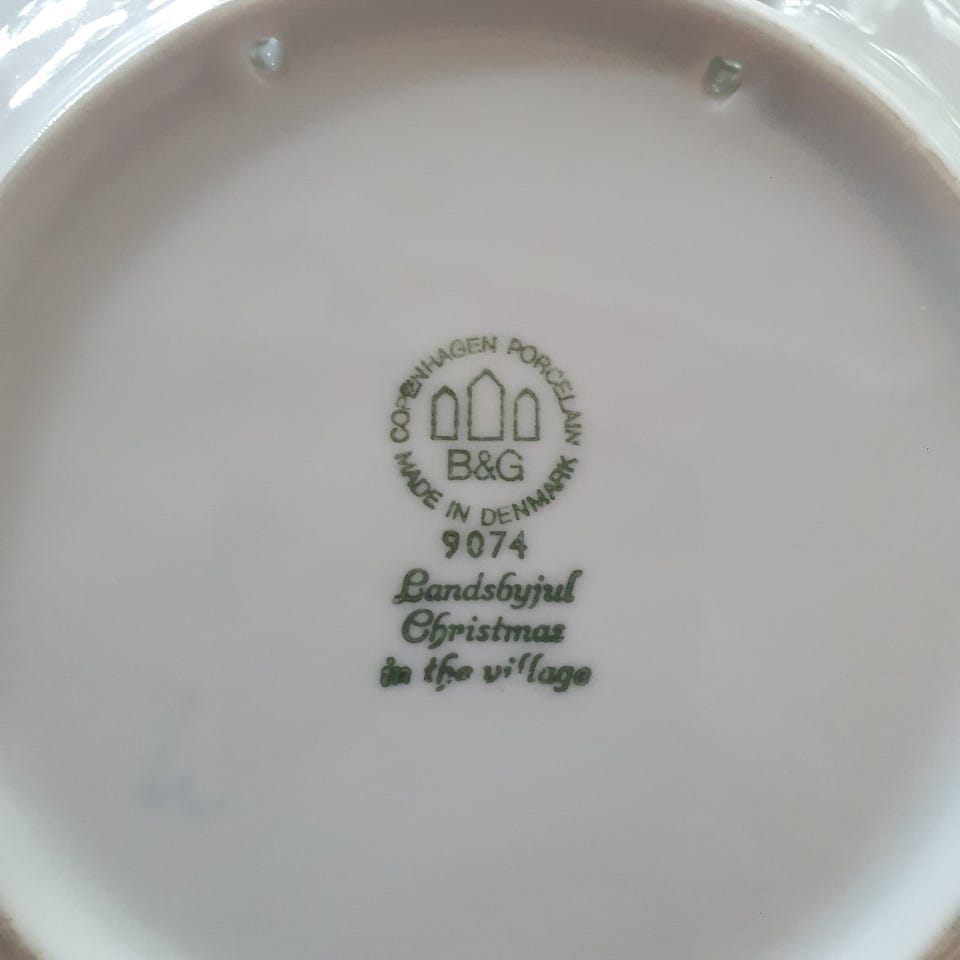 COPENHAGEN PORCELAIN
B&G
MADE IN DENMARK
9074
Landsbyjul
Christmas
in the village